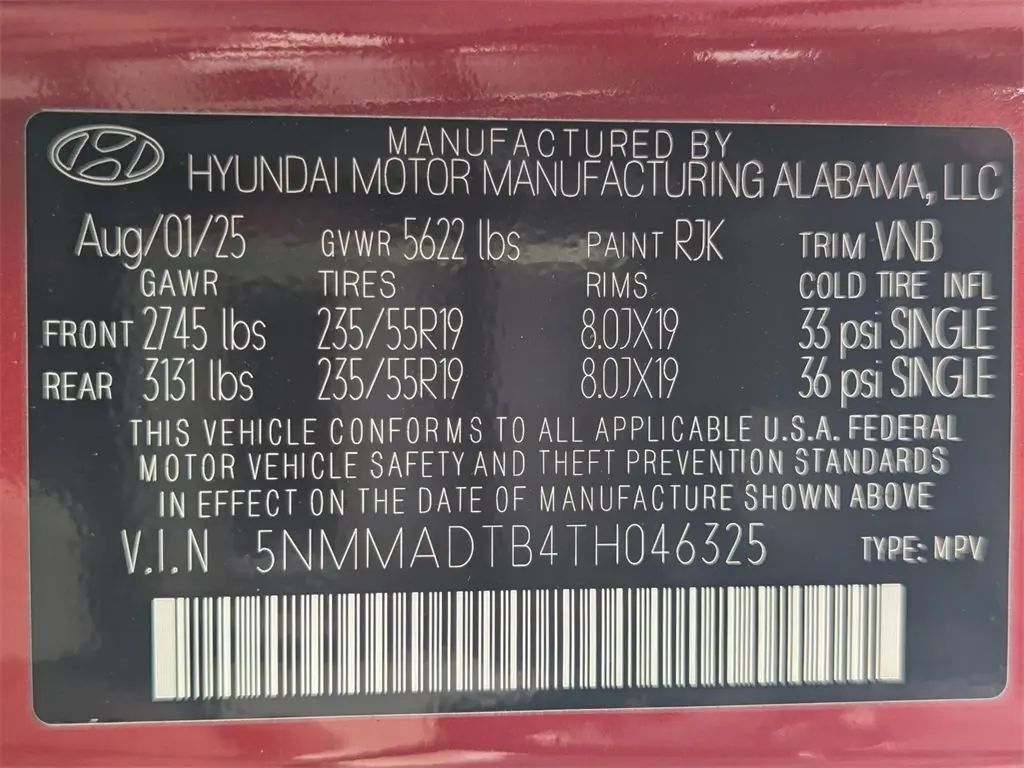 MANUFACTURED BY
HYUNDAI MOTOR MANUFACTURING ALABAMA, LLC
Aug/01/25 GVWR 5622 lbs PAINT RJK TRIM VNB
GAWR TIRES RIMS COLD TIRE INFL
FRONT 2745 lbs 235/55R19 8.0JX19 33 psi SINGLE
REAR 3131 lbs 235/55R19 8.0JX19 36 psi SINGLE
THIS VEHICLE CONFORMS TO ALL APPLICABLE U.S.A. FEDERAL
MOTOR VEHICLE SAFETY AND THEFT PREVENTION STANDARDS
IN EFFECT ON THE DATE OF MANUFACTURE SHOWN ABOVE
V.I.N 5NMMADTB4TH046325 TYPE: MPV